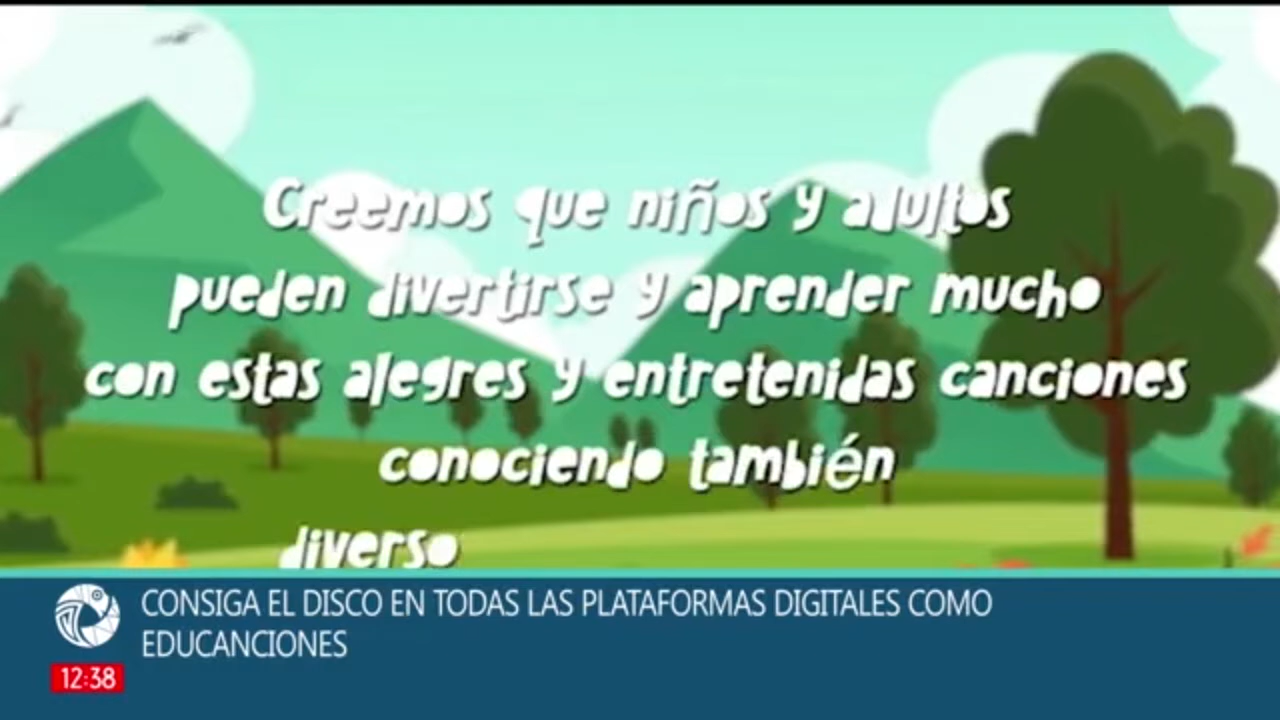 Creemos que niños y adultos
pueden divertirse y aprender mucho
con estas alegres y entretenidas canciones
conociendo también
diverso
CONSIGA EL DISCO EN TODAS LAS PLATAFORMAS DIGITALES COMO
EDUCANCIONES
12:38